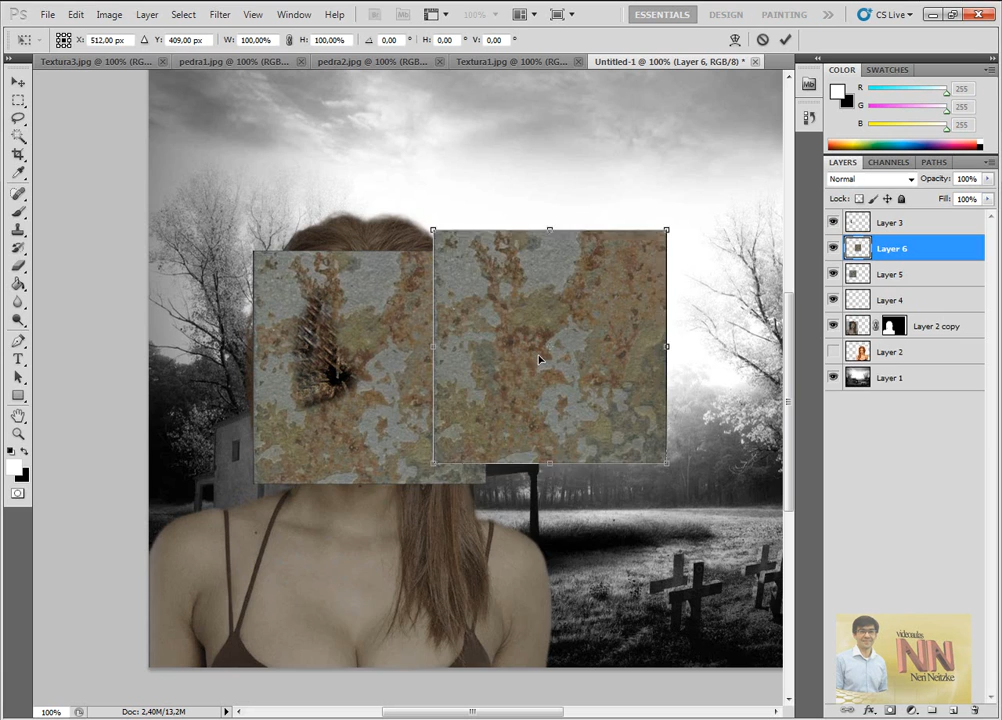 Ps File Edit Image Layer Select Filter View Window Help Mb 100% ESSENTIALS DESIGN PAINTING CS Live
X: 512,00 px Y: 409,00 px W: 100,00% H: 100,00% 0,00 ° H: 0,00 ° V: 0,00 °
Textura3.jpg @ 100% (RG... pedra1.jpg @ 100% (RGB... pedra2.jpg @ 100% (RGB... Textura1.jpg @ 100% (RG... Untitled-1 @ 100% (Layer 6, RGB/8) *
COLOR SWATCHES
Mb
R 255
G 255
B 255
LAYERS CHANNELS PATHS
Normal Opacity: 100%
Lock: Fill: 100%
Layer 3
Layer 6
Layer 5
Layer 4
Layer 2 copy
Layer 2
Layer 1
T
videoaulas
NN
Neri Neitzke
100% Doc: 2,40M/13,2M
fx